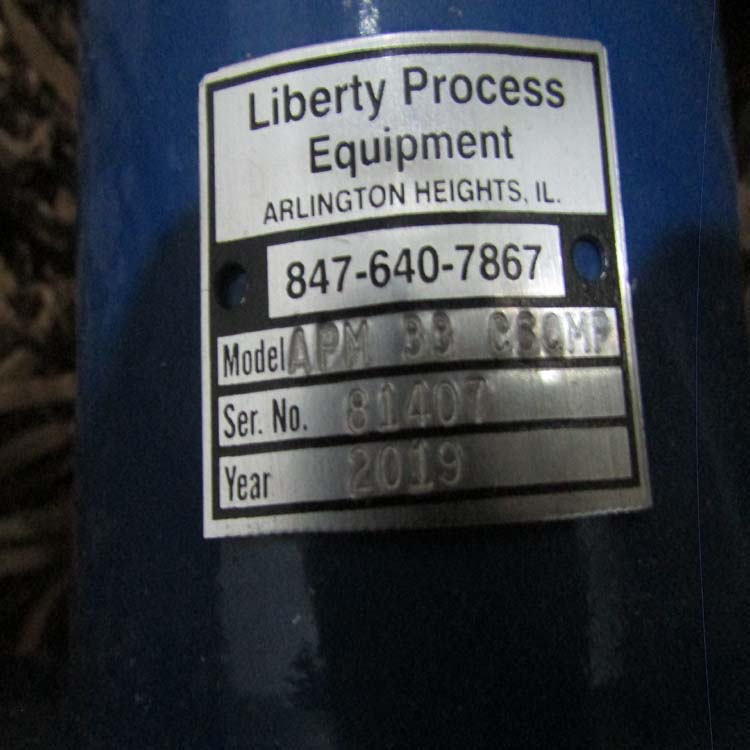 Liberty Process
Equipment
ARLINGTON HEIGHTS, IL.
847-640-7867
Model APM 33 CSQMP
Ser. No. 81407
Year 2019